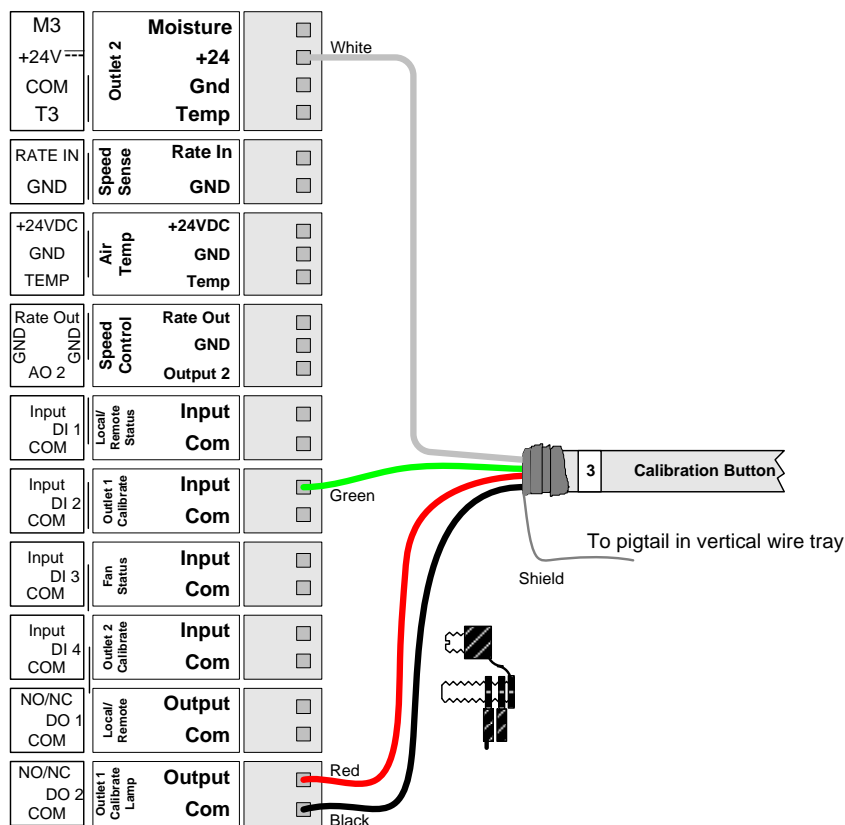 M3
+24V
COM
T3
Outlet 2
Moisture
+24
Gnd
Temp
White
RATE IN
GND
Speed
Sense
Rate In
GND
+24VDC
GND
TEMP
Air
Temp
+24VDC
GND
Temp
Rate Out
GND
GND
AO 2
Speed
Control
Rate Out
GND
Output 2
Input
DI 1
COM
Local/
Remote
Status
Input
Com
Input
DI 2
COM
Outlet 1
Calibrate
Input
Com
Green
3
Calibration Button
To pigtail in vertical wire tray
Shield
Input
DI 3
COM
Fan
Status
Input
Com
Input
DI 4
COM
Outlet 2
Calibrate
Input
Com
NO/NC
DO 1
COM
Local/
Remote
Output
Com
NO/NC
DO 2
COM
Outlet 1
Calibrate
Lamp
Output
Com
Red
Black